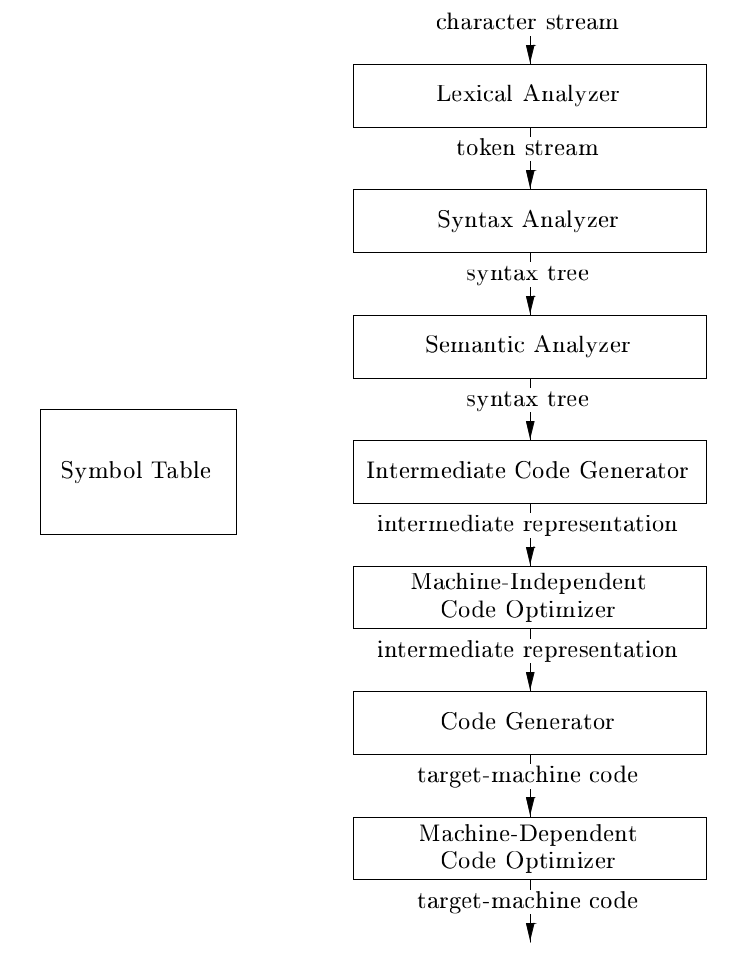 character stream
Lexical Analyzer
token stream
Syntax Analyzer
syntax tree
Semantic Analyzer
syntax tree
Symbol Table
Intermediate Code Generator
intermediate representation
Machine-Independent
Code Optimizer
intermediate representation
Code Generator
target-machine code
Machine-Dependent
Code Optimizer
target-machine code